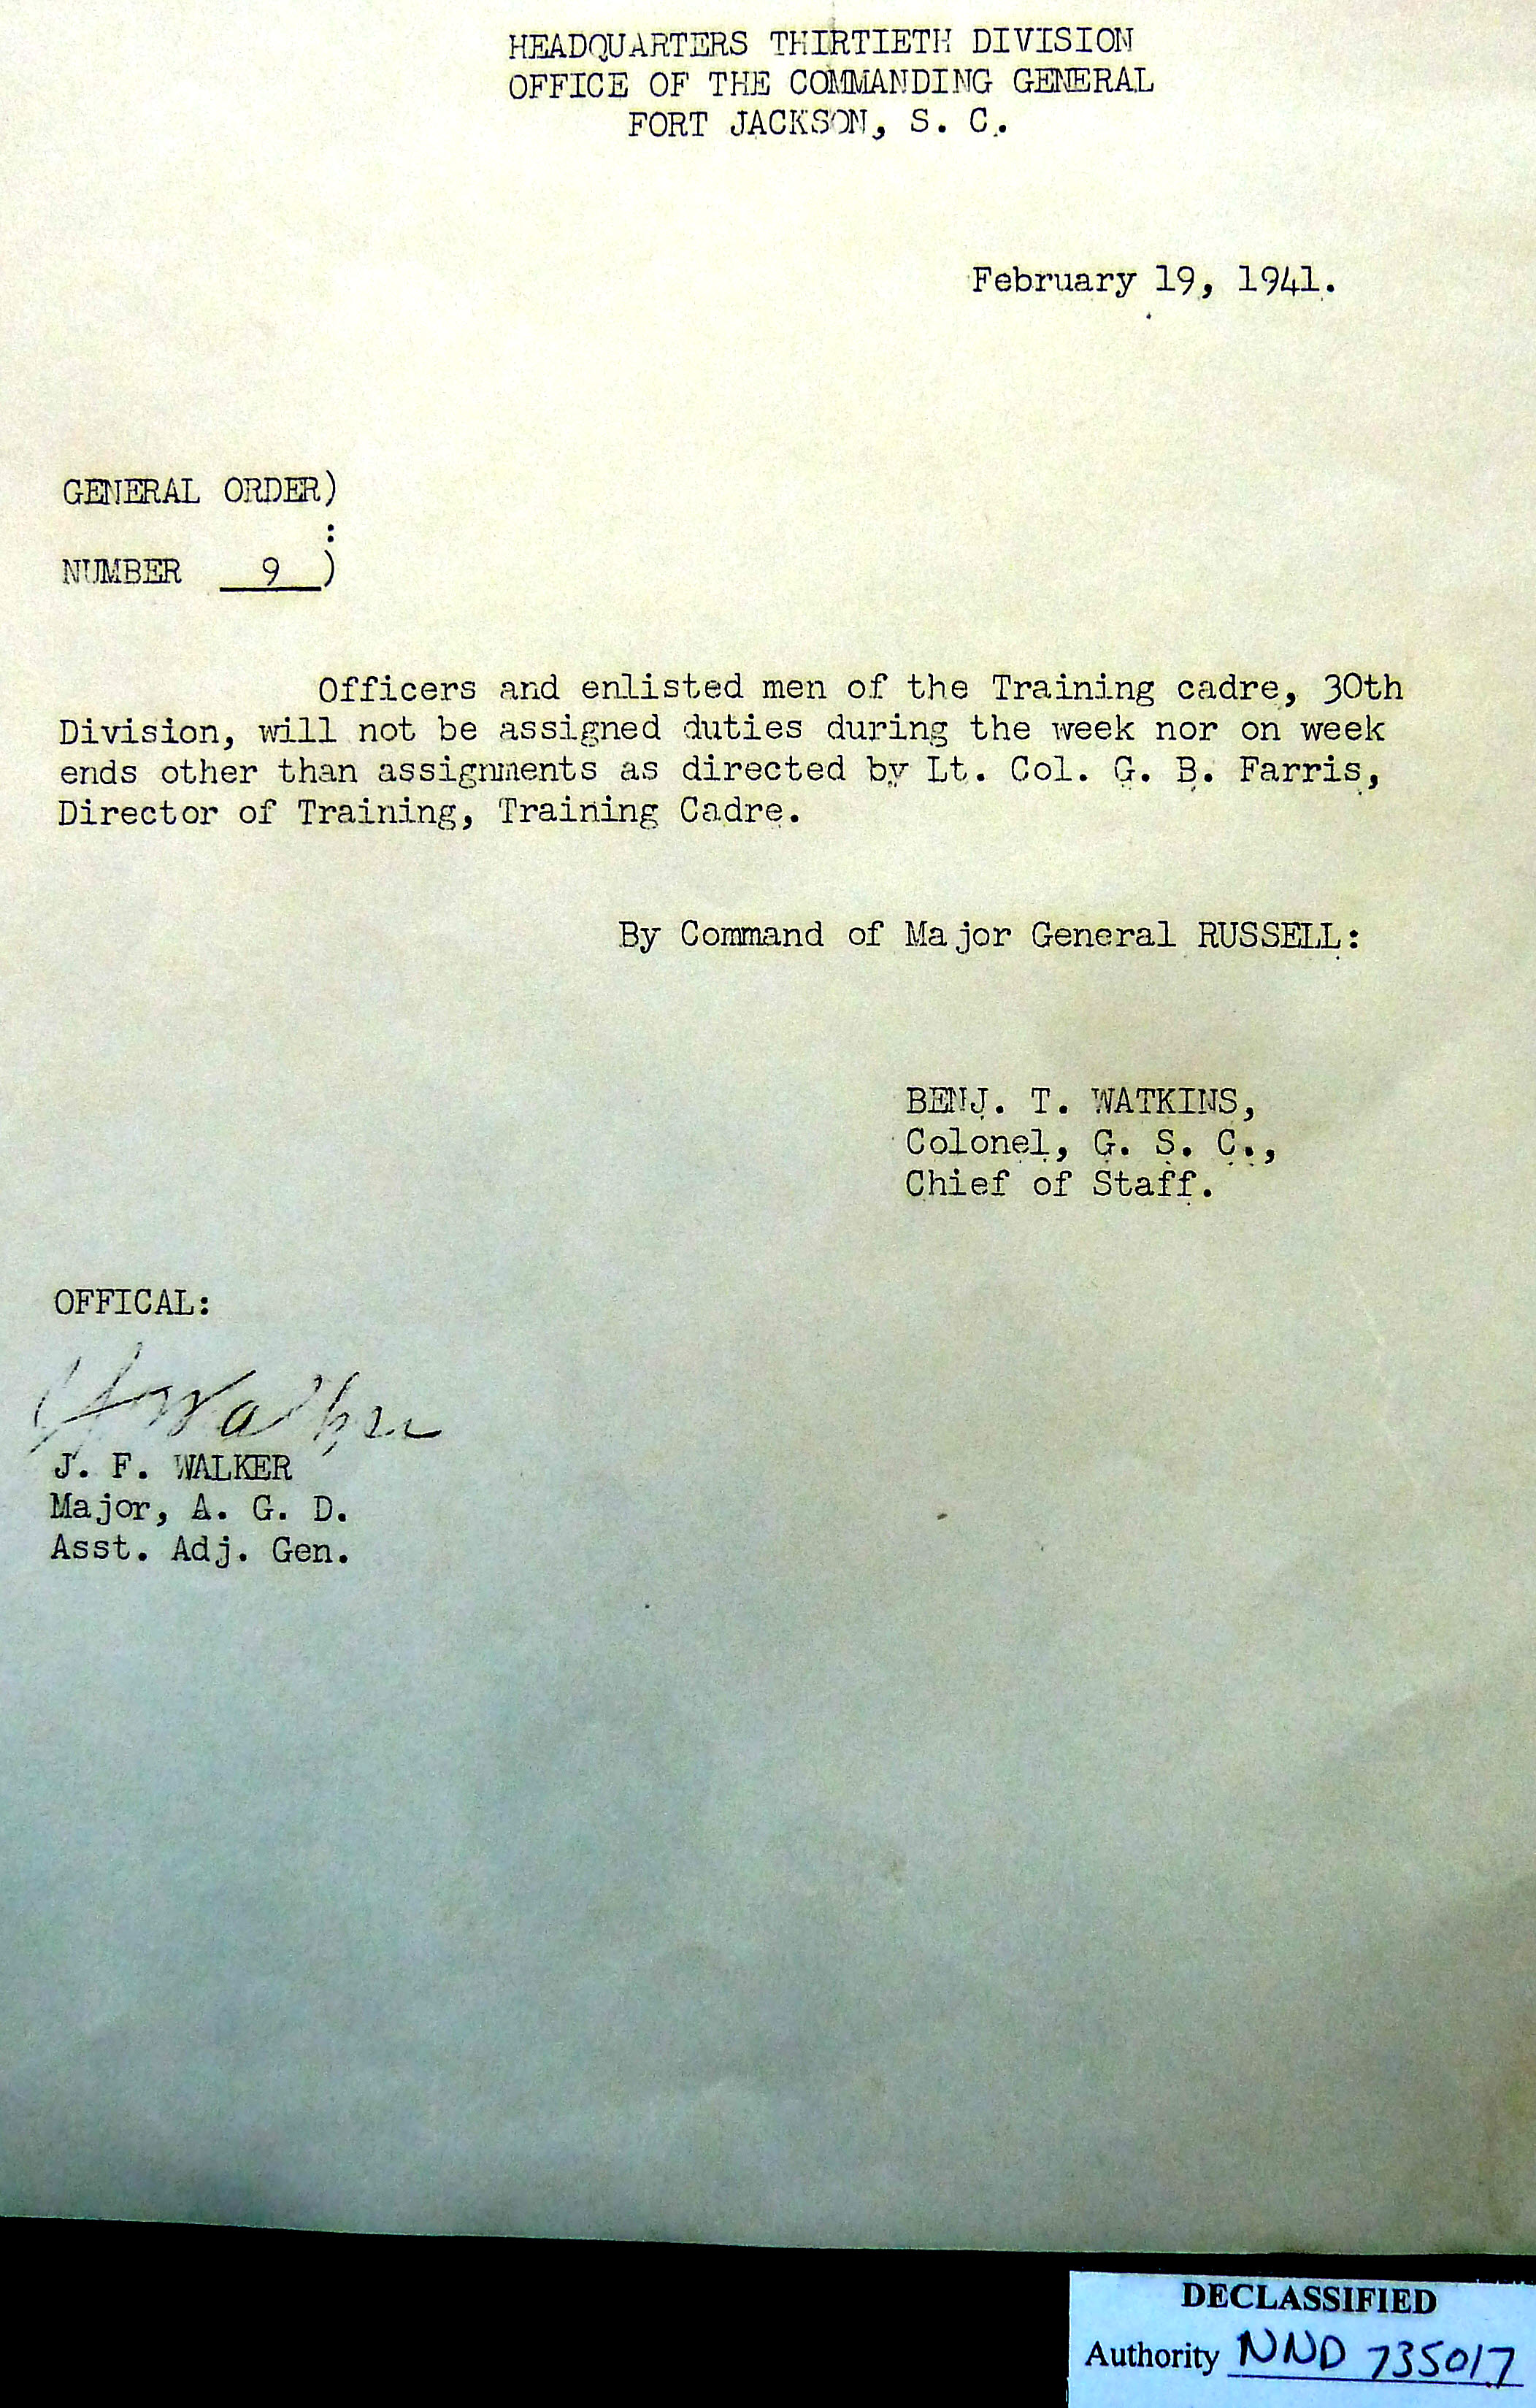 HEADQUARTERS THIRTIETH DIVISION
OFFICE OF THE COMMANDING GENERAL
FORT JACKSON, S. C.
February 19, 1941.
GENERAL ORDER)
:
NUMBER 9 )
Officers and enlisted men of the Training cadre, 30th
Division, will not be assigned duties during the week nor on week
ends other than assignments as directed by Lt. Col. G. B. Farris,
Director of Training, Training Cadre.
By Command of Major General RUSSELL:
BENJ. T. WATKINS,
Colonel, G. S. C.,
Chief of Staff.
OFFICAL:
J F Walker
J. F. WALKER
Major, A. G. D.
Asst. Adj. Gen.
DECLASSIFIED
Authority NND 735017